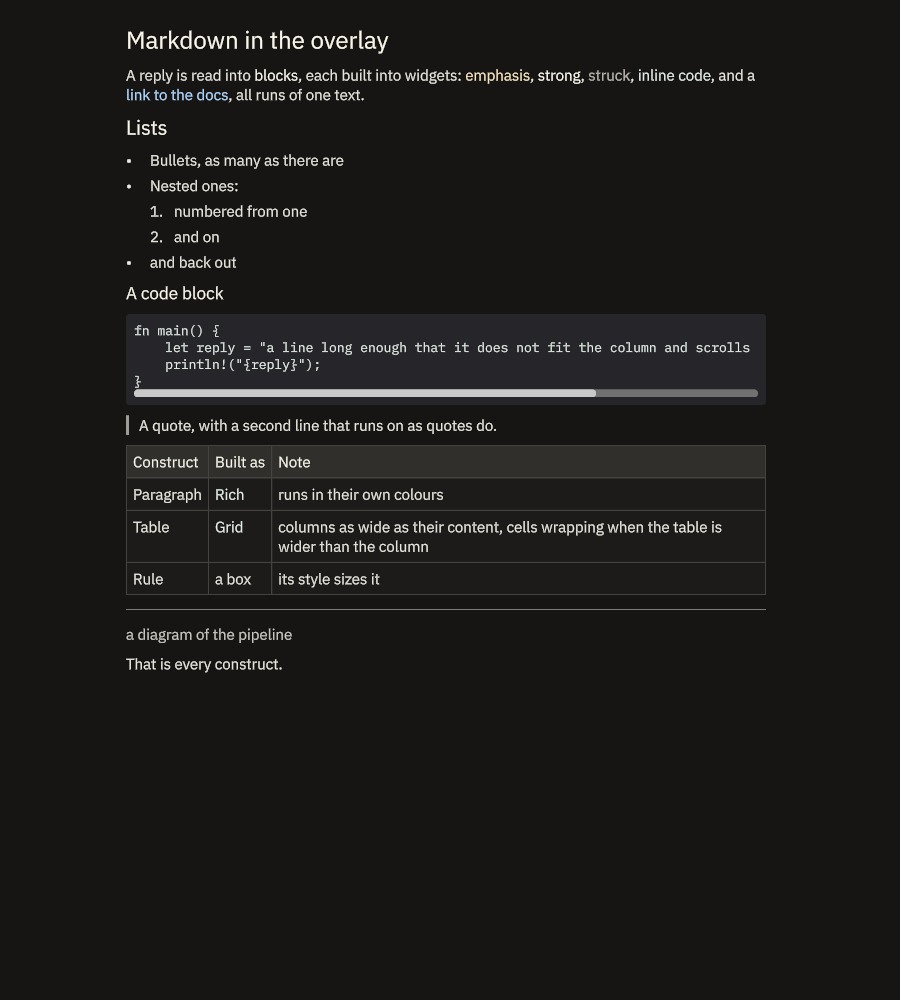 Markdown in the overlay
A reply is read into blocks, each built into widgets: emphasis, strong, struck, inline code, and a
link to the docs, all runs of one text.
Lists
• Bullets, as many as there are
• Nested ones:
1. numbered from one
2. and on
• and back out
A code block
fn main() {
    let reply = "a line long enough that it does not fit the column and scrolls
    println!("{reply}");
}
A quote, with a second line that runs on as quotes do.
Construct Built as Note
Paragraph Rich runs in their own colours
Table Grid columns as wide as their content, cells wrapping when the table is
wider than the column
Rule a box its style sizes it
a diagram of the pipeline
That is every construct.